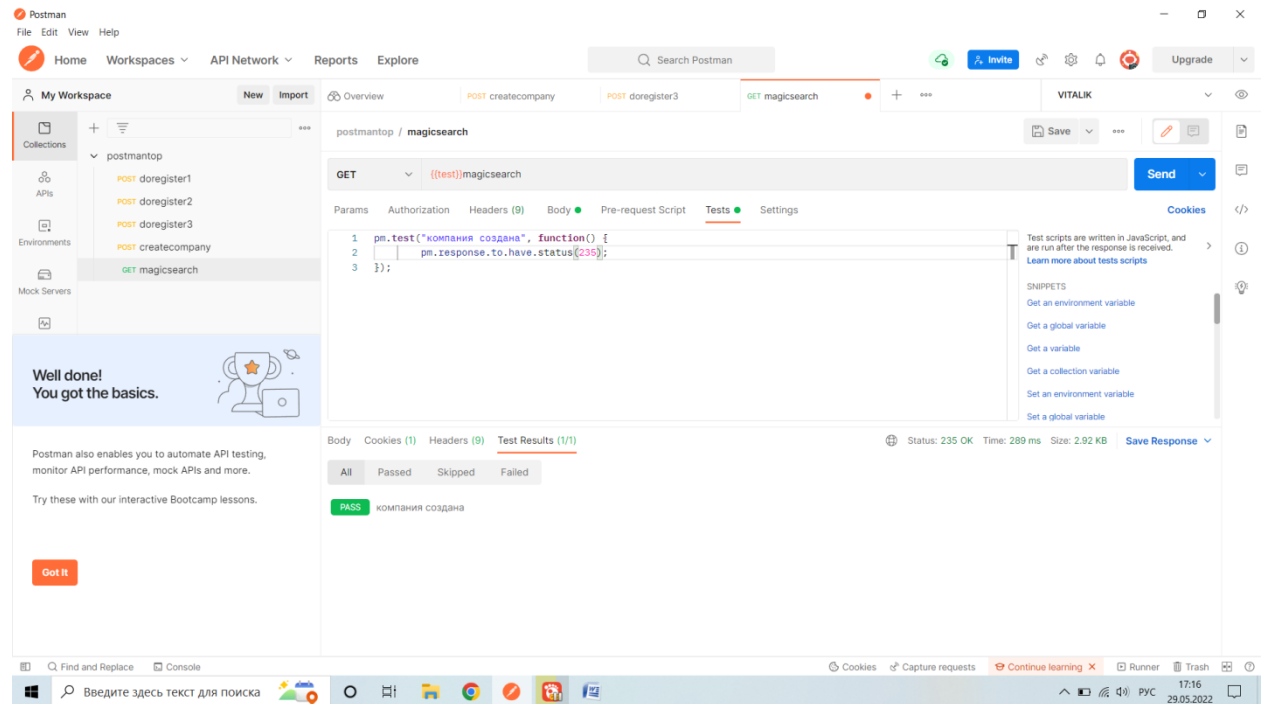 Postman
File Edit View Help
Home Workspaces API Network Reports Explore
Search Postman
Invite
Upgrade
My Workspace New Import
Overview POST createcompany POST doregister3 GET magicsearch
VITALIK
Collections
APIs
Environments
Mock Servers
postmantop
POST doregister1
POST doregister2
POST doregister3
POST createcompany
GET magicsearch
Well done!
You got the basics.
Postman also enables you to automate API testing,
monitor API performance, mock APIs and more.
Try these with our interactive Bootcamp lessons.
Got It
postmantop / magicsearch
Save
GET {{test}}magicsearch
Send
Params Authorization Headers (9) Body Pre-request Script Tests Settings
Cookies
1 pm.test("компания создана", function() {
2 pm.response.to.have.status(235);
3 });
Test scripts are written in JavaScript, and
are run after the response is received.
Learn more about tests scripts
SNIPPETS
Get an environment variable
Get a global variable
Get a variable
Get a collection variable
Set an environment variable
Set a global variable
Body Cookies (1) Headers (9) Test Results (1/1)
Status: 235 OK Time: 289 ms Size: 2.92 KB Save Response
All Passed Skipped Failed
PASS компания создана
Find and Replace Console
Cookies Capture requests Continue learning Runner Trash
Введите здесь текст для поиска
РУС
17:16
29.05.2022